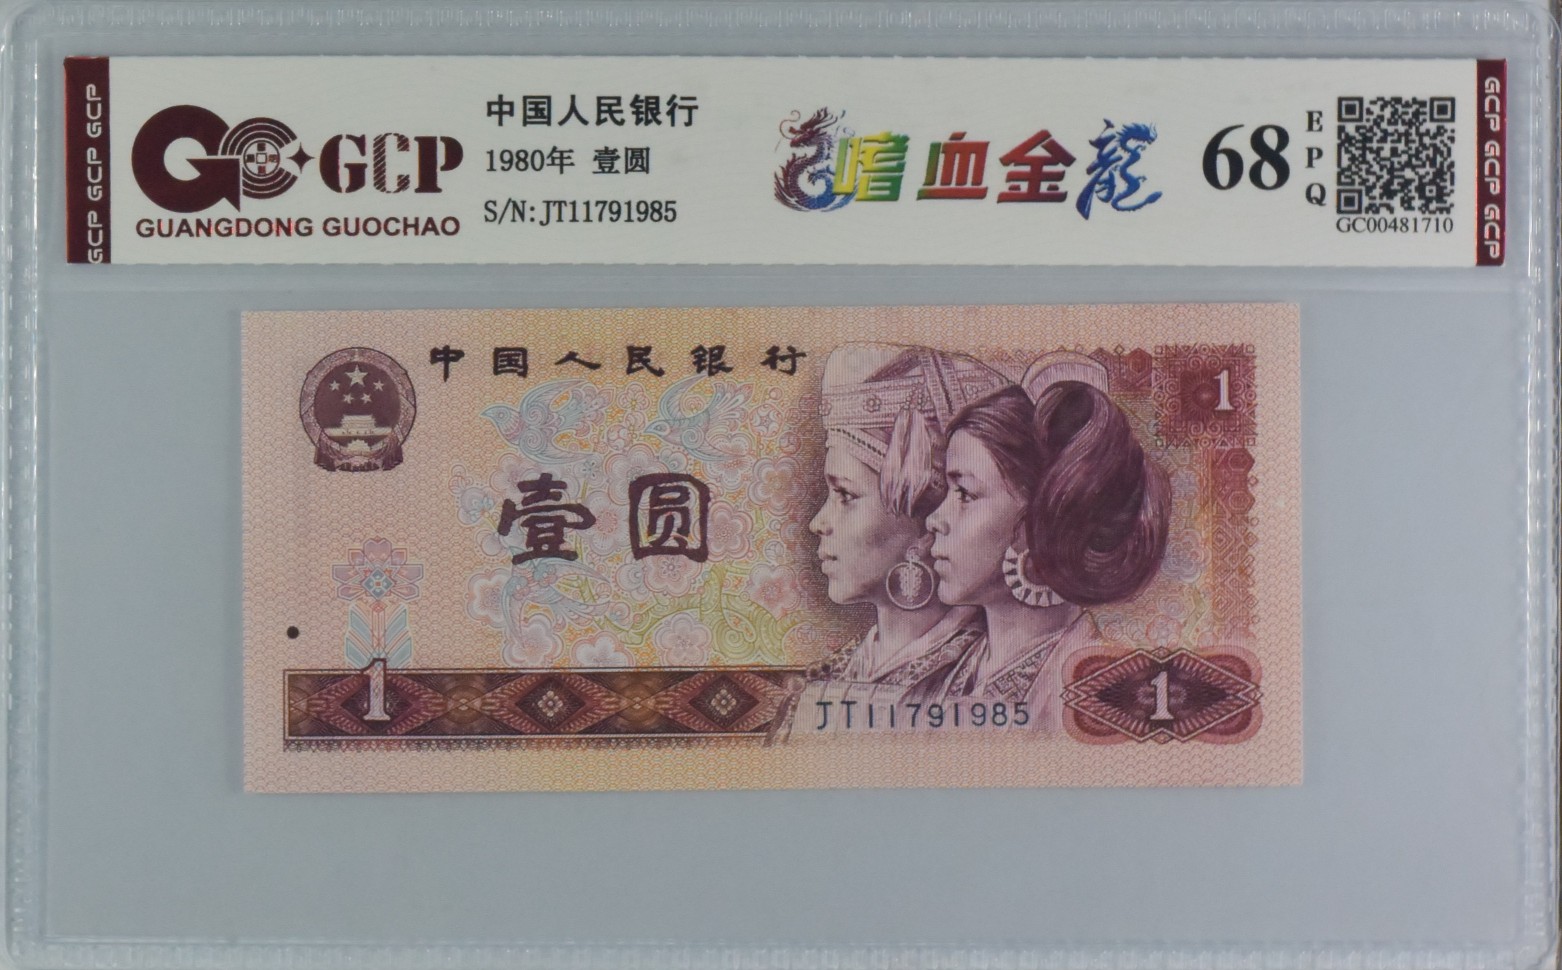 GCP GCP GCP
GCP
GUANGDONG GUOCHAO
中国人民银行
1980年 壹圆
S/N:JT11791985
嗜血金龍
68
EPQ
GC00481710
GCP GCP GCP
中国人民银行
1
壹圆
1
JT11791985
1